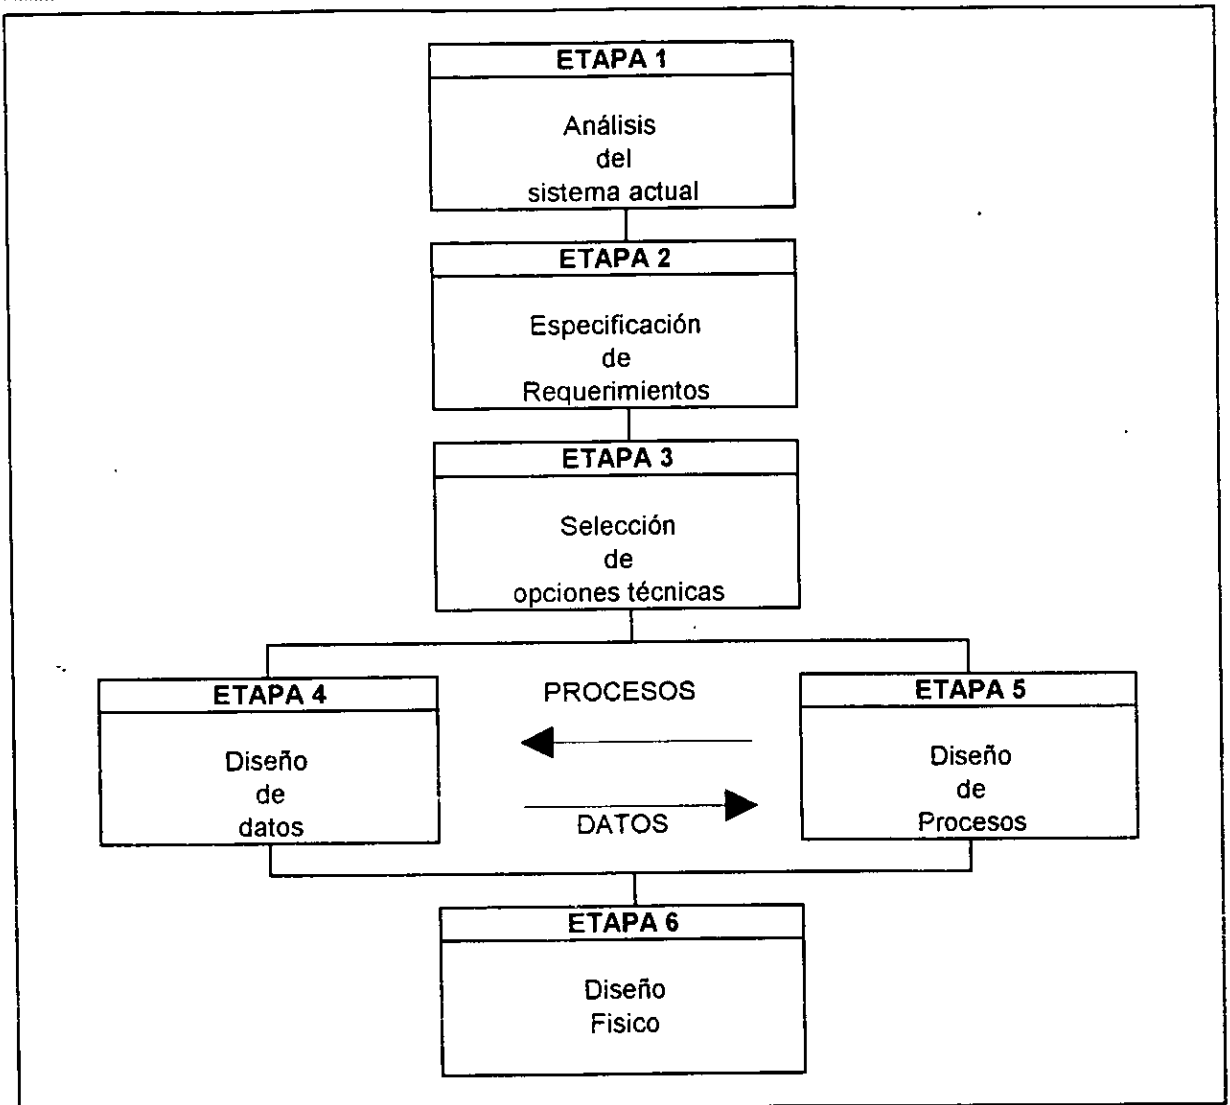 ETAPA 1
Análisis
del
sistema actual
ETAPA 2
Especificación
de
Requerimientos
ETAPA 3
Selección
de
opciones técnicas
ETAPA 4
Diseño
de
datos
PROCESOS
DATOS
ETAPA 5
Diseño
de
Procesos
ETAPA 6
Diseño
Fisico